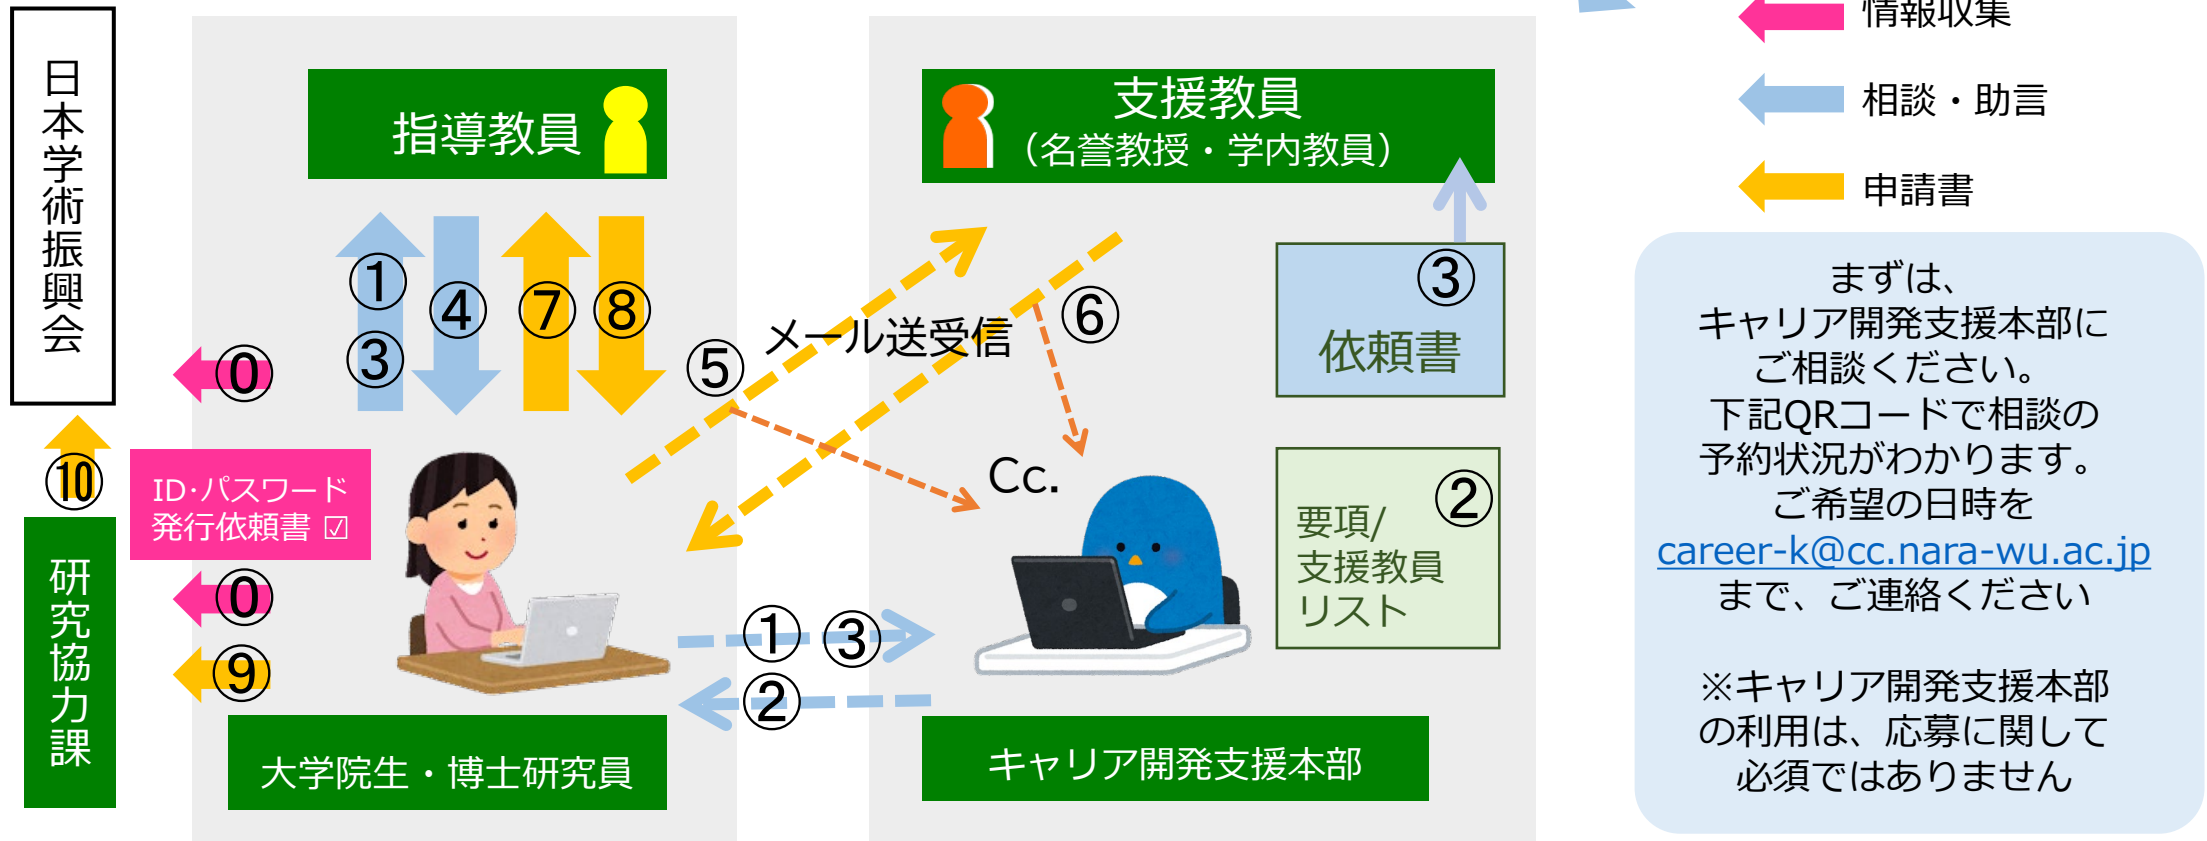 日本学術振興会
⑩
研究協力課
指導教員
①
③
④
⑦
⑧
⓪
ID・パスワード
発行依頼書 ☑
⓪
⑨
大学院生・博士研究員
⑤
メール送受信
⑥
Cc.
①
③
②
支援教員
（名誉教授・学内教員）
③
依頼書
②
要項/
支援教員
リスト
キャリア開発支援本部
情報収集
相談・助言
申請書
まずは、
キャリア開発支援本部に
ご相談ください。
下記QRコードで相談の
予約状況がわかります。
ご希望の日時を
career-k@cc.nara-wu.ac.jp
まで、ご連絡ください
※キャリア開発支援本部
の利用は、応募に関して
必須ではありません